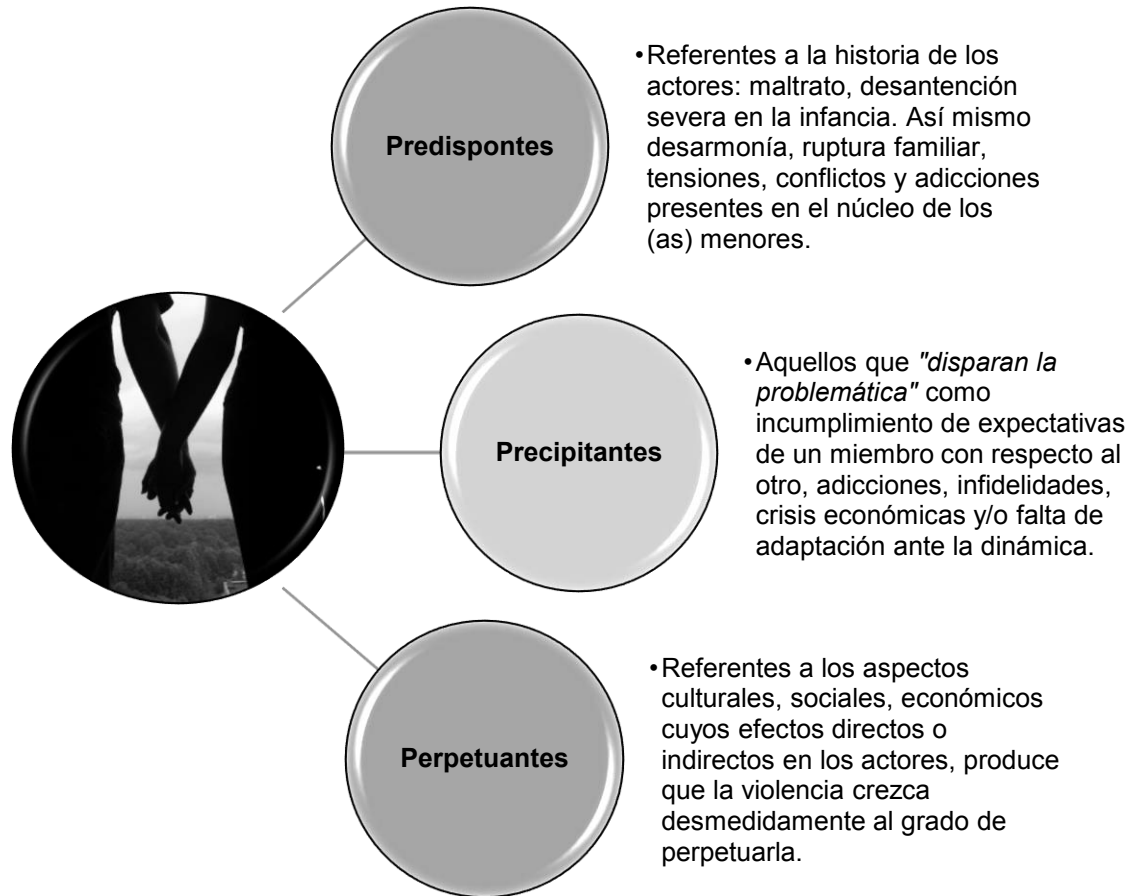 Predispontes
•Referentes a la historia de los
actores: maltrato, desantención
severa en la infancia. Así mismo
desarmonía, ruptura familiar,
tensiones, conflictos y adicciones
presentes en el núcleo de los
(as) menores.
Precipitantes
•Aquellos que "disparan la
problemática" como
incumplimiento de expectativas
de un miembro con respecto al
otro, adicciones, infidelidades,
crisis económicas y/o falta de
adaptación ante la dinámica.
Perpetuantes
•Referentes a los aspectos
culturales, sociales, económicos
cuyos efectos directos o
indirectos en los actores, produce
que la violencia crezca
desmedidamente al grado de
perpetuarla.